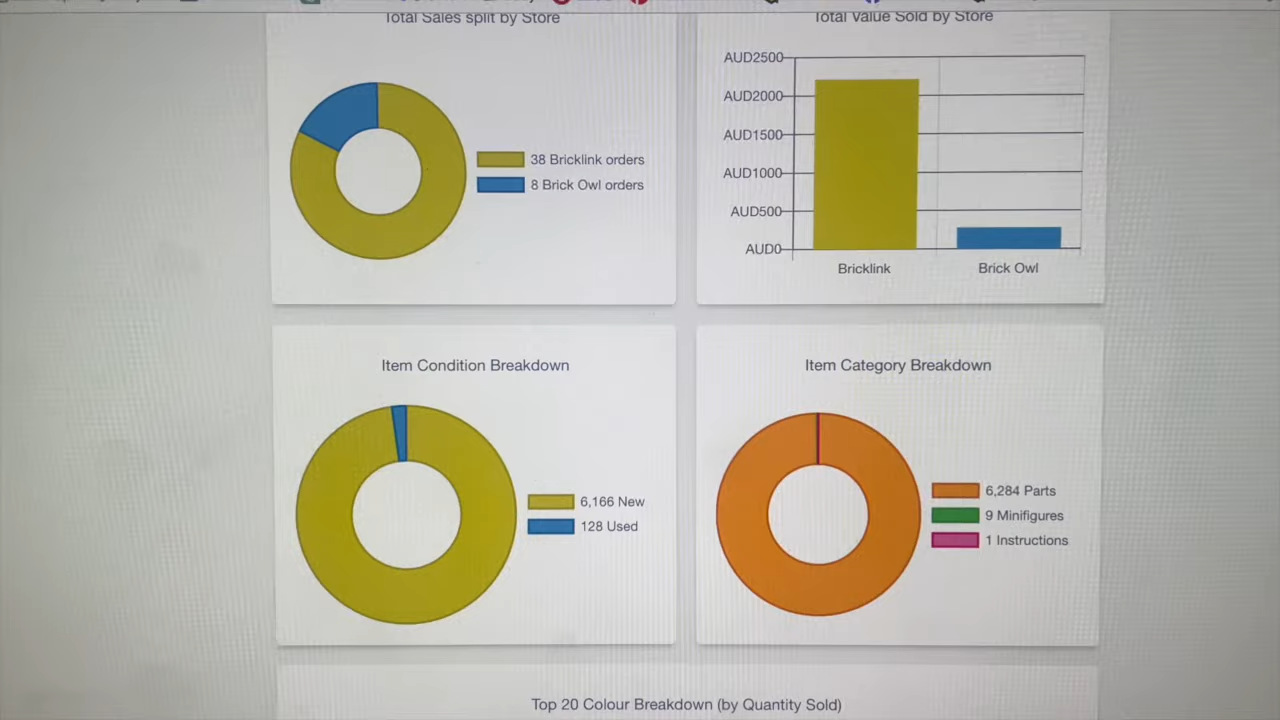 Total Sales split by Store
38 Bricklink orders
8 Brick Owl orders
Total Value Sold by Store
AUD2500
AUD2000
AUD1500
AUD1000
AUD500
AUD0
Bricklink
Brick Owl
Item Condition Breakdown
6,166 New
128 Used
Item Category Breakdown
6,284 Parts
9 Minifigures
1 Instructions
Top 20 Colour Breakdown (by Quantity Sold)